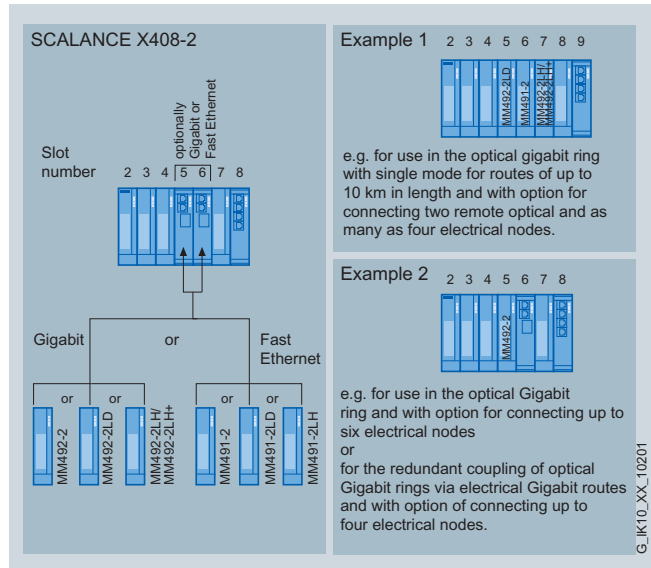 SCALANCE X408-2
optionally
Gigabit or
Fast Ethernet
Slot
number
2 3 4 5 6 7 8
Gigabit or Fast
Ethernet
or or or or
MM492-2
MM492-2LD
MM492-2LH/
MM492-2LH+
MM491-2
MM491-2LD
MM491-2LH
Example 1 2 3 4 5 6 7 8 9
MM492-2LD
MM491-2
MM492-2LH/
MM492-2LH+
e.g. for use in the optical gigabit ring
with single mode for routes of up to
10 km in length and with option for
connecting two remote optical and as
many as four electrical nodes.
Example 2 2 3 4 5 6 7 8
MM492-2
e.g. for use in the optical Gigabit
ring and with option for connecting up to
six electrical nodes
or
for the redundant coupling of optical
Gigabit rings via electrical Gigabit routes
and with option of connecting up to
four electrical nodes.
G_IK10_XX_10201